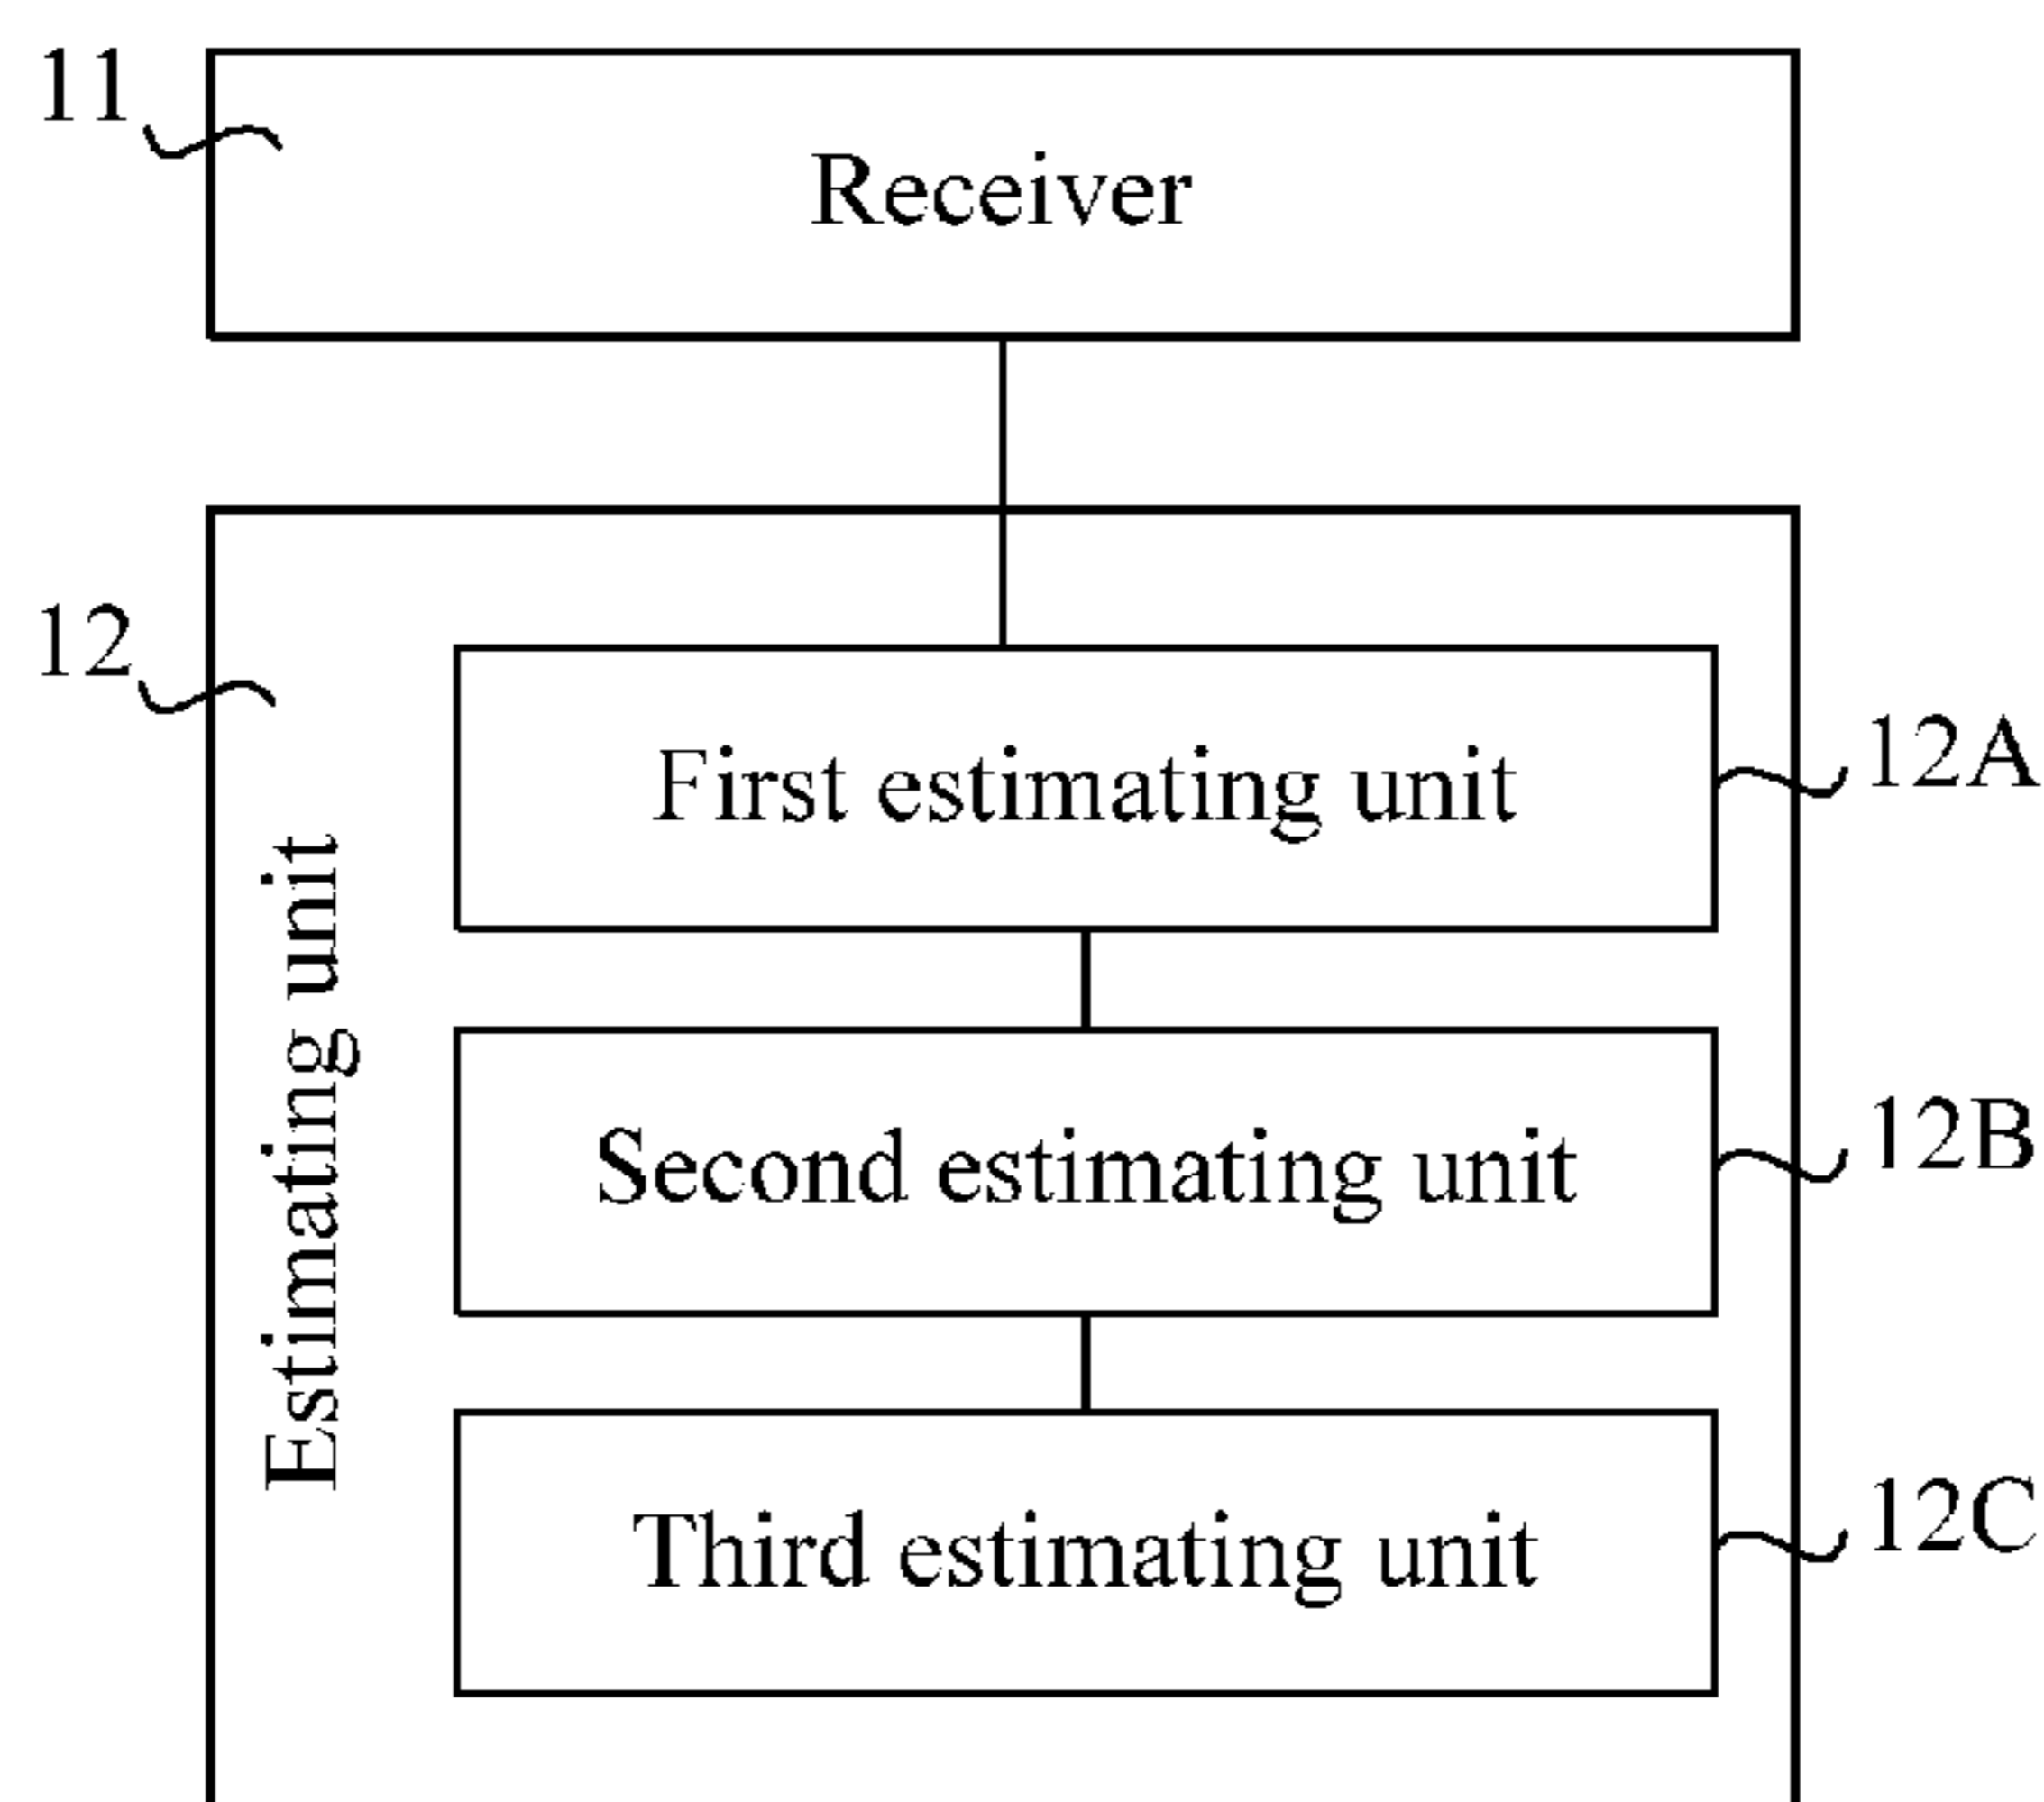 11
Receiver
12
Estimating unit
First estimating unit
12A
Second estimating unit
12B
Third estimating unit
12C